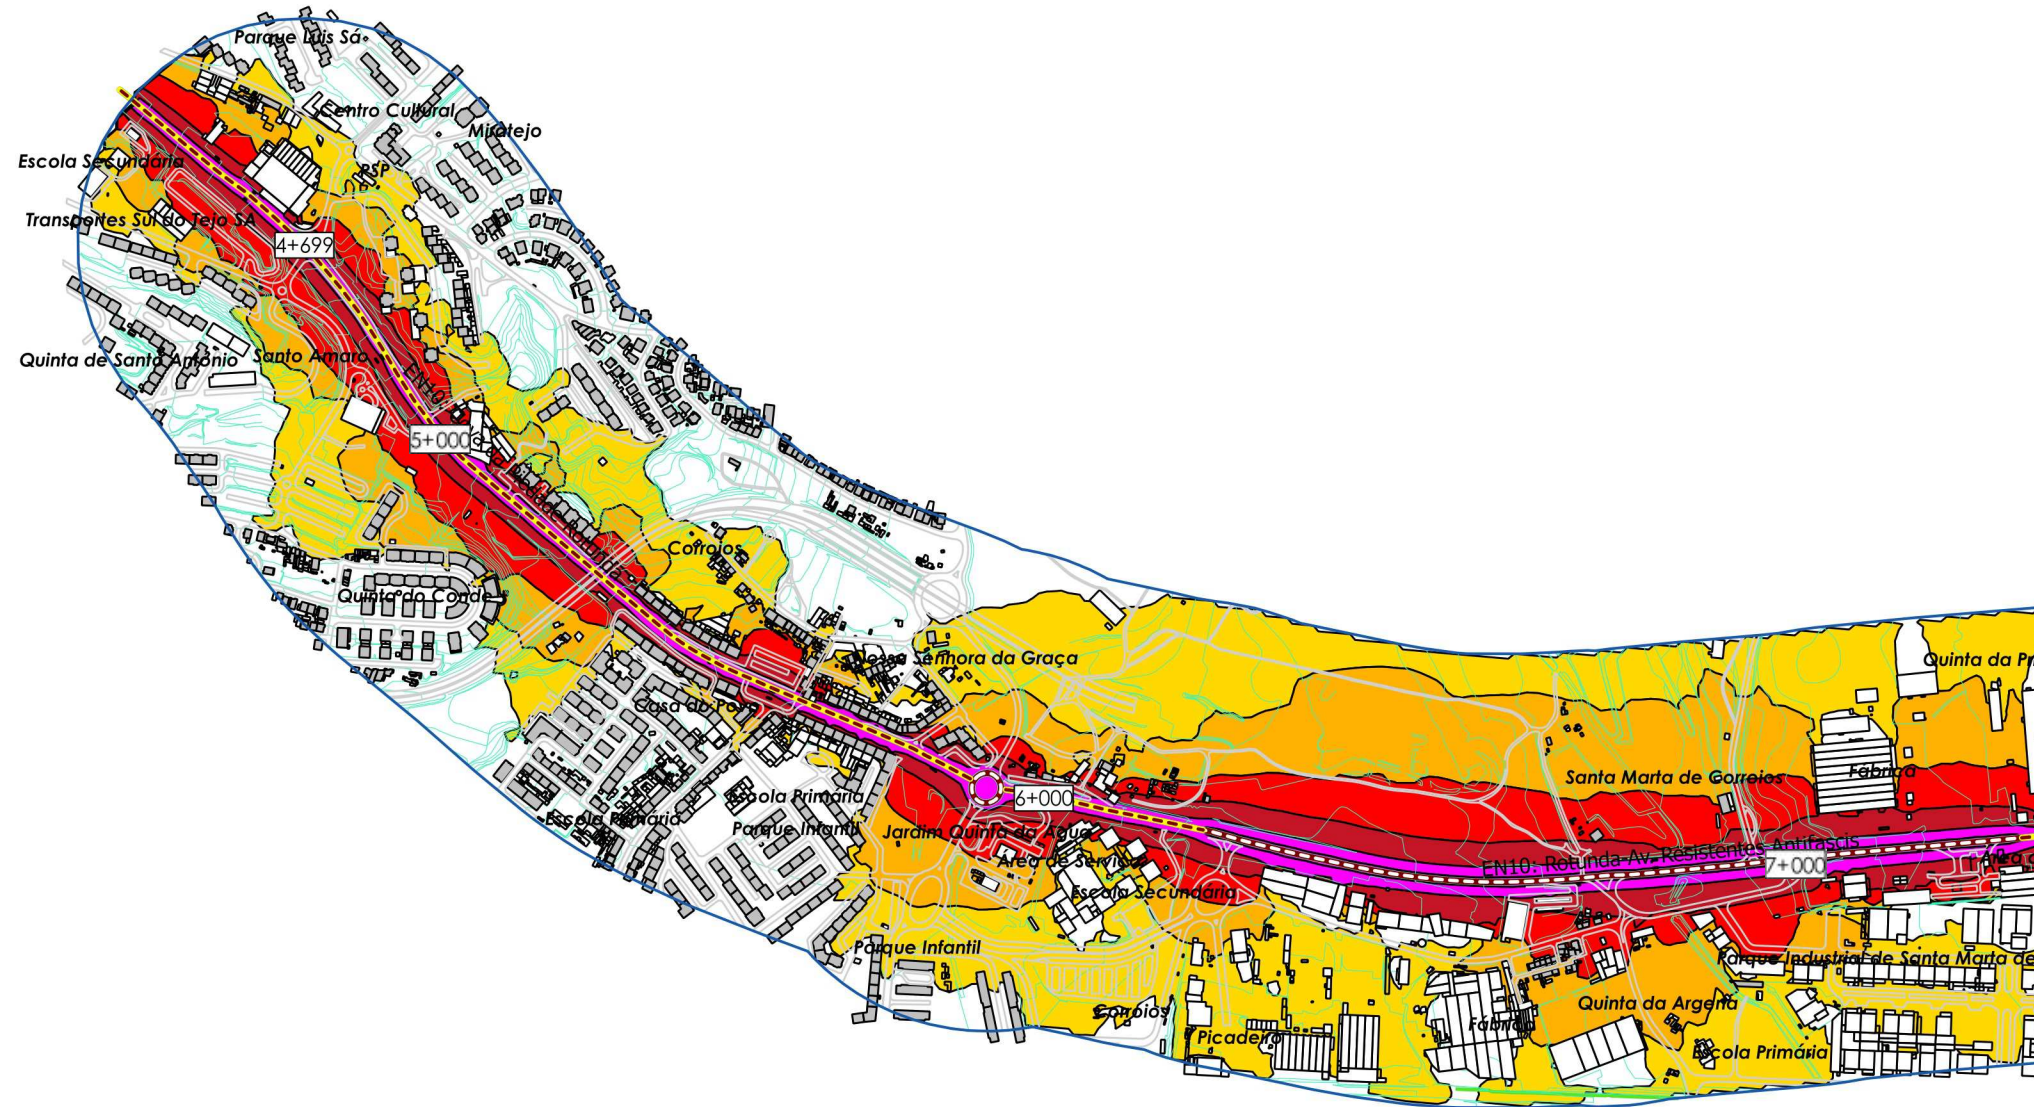 Parque Luis Sá
Centro Cultural
Miratejo
Escola Secundária
PSP
Transportes Sul do Tejo SA
4+699
Quinta de Santo António
Santo Amaro
EN10
5+000
Corroios
Quinta do Conde
Nossa Senhora da Graça
Casa do Povo
Quinta da Pr
Santa Marta de Corroios
Fábrica
Escola Primária
6+000
Escola Primária
Parque Infantil
Jardim Quinta da Água
EN10: Rotunda-Av. Resistentes Antifascis
Área de Serviço
7+000
Escola Secundária
Parque Infantil
Parque Industrial de Santa Marta de
Corroios
Quinta da Argena
Fábrica
Picadeiro
Escola Primária